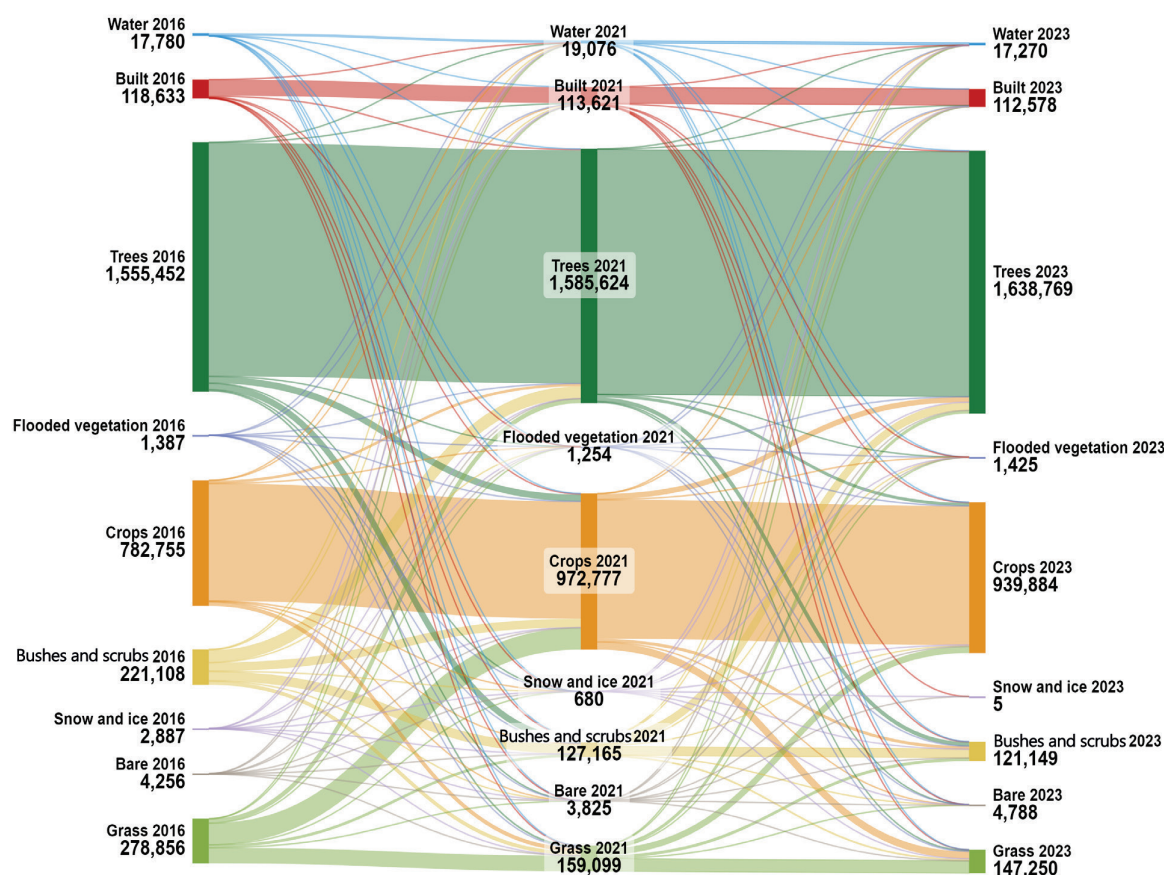 Water 2016
17,780
Built 2016
118,633
Trees 2016
1,555,452
Flooded vegetation 2016
1,387
Crops 2016
782,755
Bushes and scrubs 2016
221,108
Snow and ice 2016
2,887
Bare 2016
4,256
Grass 2016
278,856
Water 2021
19,076
Built 2021
113,621
Trees 2021
1,585,624
Flooded vegetation 2021
1,254
Crops 2021
972,777
Snow and ice 2021
680
Bushes and scrubs 2021
127,165
Bare 2021
3,825
Grass 2021
159,099
Water 2023
17,270
Built 2023
112,578
Trees 2023
1,638,769
Flooded vegetation 2023
1,425
Crops 2023
939,884
Snow and ice 2023
5
Bushes and scrubs 2023
121,149
Bare 2023
4,788
Grass 2023
147,250